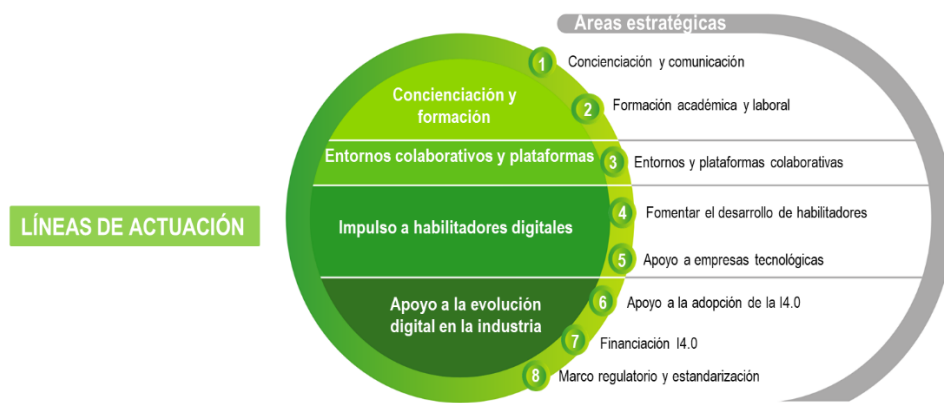 Areas estratégicas
1 Concienciación y comunicación
Concienciación y
formación
2 Formación académica y laboral
Entornos colaborativos y plataformas
3 Entornos y plataformas colaborativas
LÍNEAS DE ACTUACIÓN
Impulso a habilitadores digitales
4 Fomentar el desarrollo de habilitadores
5 Apoyo a empresas tecnológicas
Apoyo a la evolución
digital en la industria
6 Apoyo a la adopción de la I4.0
7 Financiación I4.0
8 Marco regulatorio y estandarización